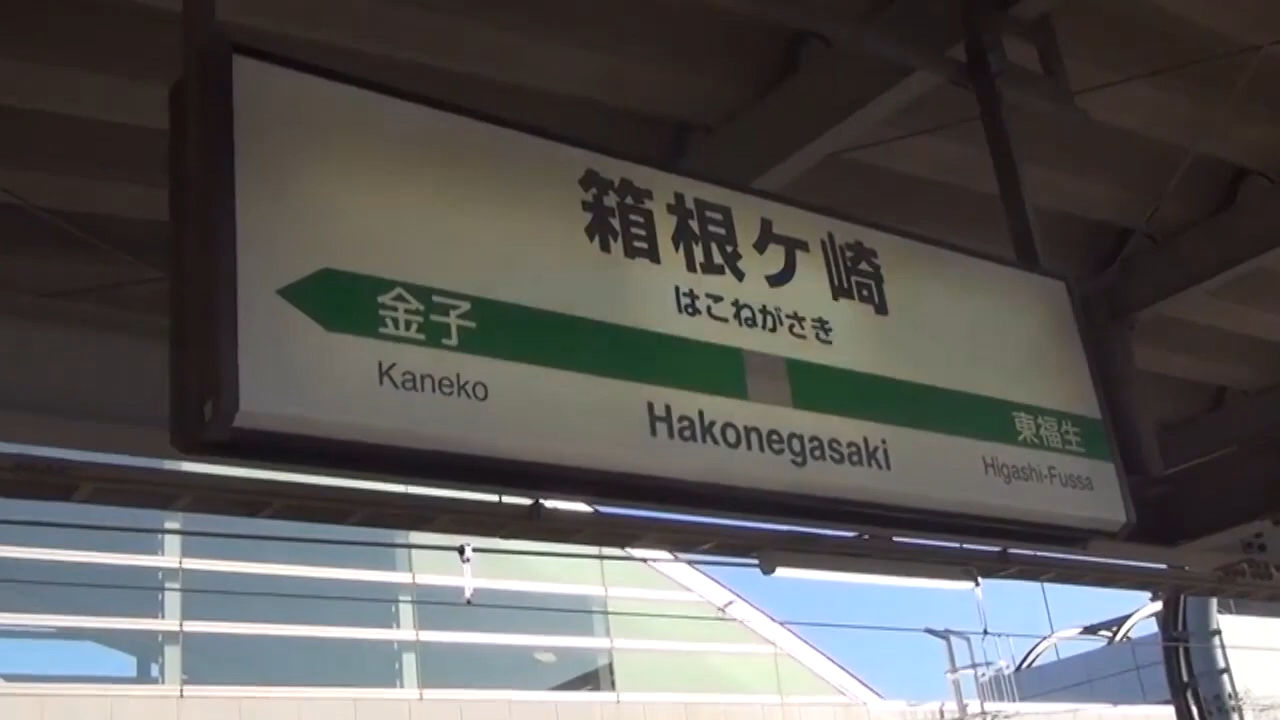 箱根ケ崎
はこねがさき
金子
東福生
Kaneko
Hakonegasaki
Higashi-Fussa